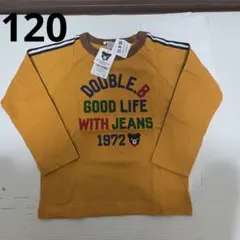 120
DOUBLE.B
GOOD LIFE
WITH JEANS
1972